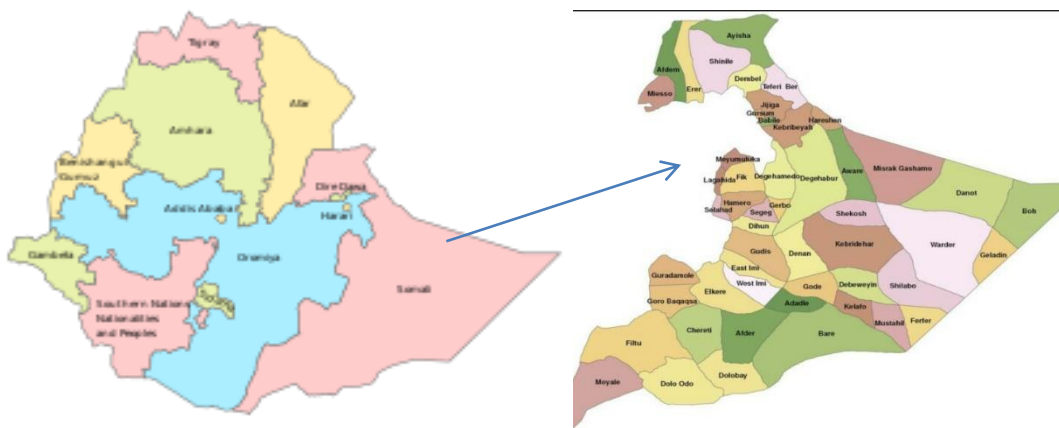 Tigray
Afar
Amhara
Benishangul
Gumuz
Dire Dawa
Addis Ababa
Harari
Gambela
Oromiya
Somali
Southern Nations
Nationalities
and Peoples
Ayisha
Shinile
Afdem
Erer
Dembel
Miesso
Teferi Ber
Jijiga
Gursum
Babile
Hareshen
Kebribeyah
Meyumukika
Lagahida
Fik
Degehamedo
Degehabur
Aware
Misrak Gashamo
Danot
Boh
Selahad
Hamero
Gerbo
Segeg
Shekosh
Dihun
Kebridehar
Warder
Geladin
Gudis
Denan
East Imi
Guradamole
Elkere
West Imi
Gode
Debeweyin
Shilabo
Goro Baqaqsa
Adadle
Kelafo
Mustahil
Ferfer
Chereti
Afder
Bare
Filtu
Moyale
Dolo Odo
Dolobay